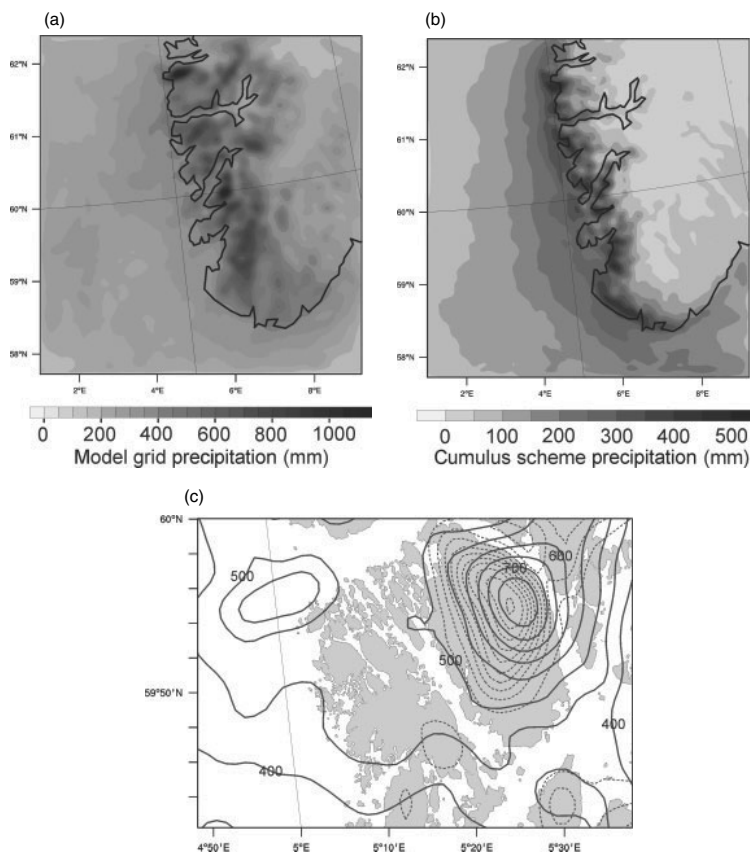 (a)
(b)
62°N
61°N
60°N
59°N
58°N
2°E 4°E 6°E 8°E
0 200 400 600 800 1000
Model grid precipitation (mm)
62°N
61°N
60°N
59°N
58°N
2°E 4°E 6°E 8°E
0 100 200 300 400 500
Cumulus scheme precipitation (mm)
(c)
60°N
59°50'N
500
700
600
500
400
400
4°50'E 5°E 5°10'E 5°20'E 5°30'E